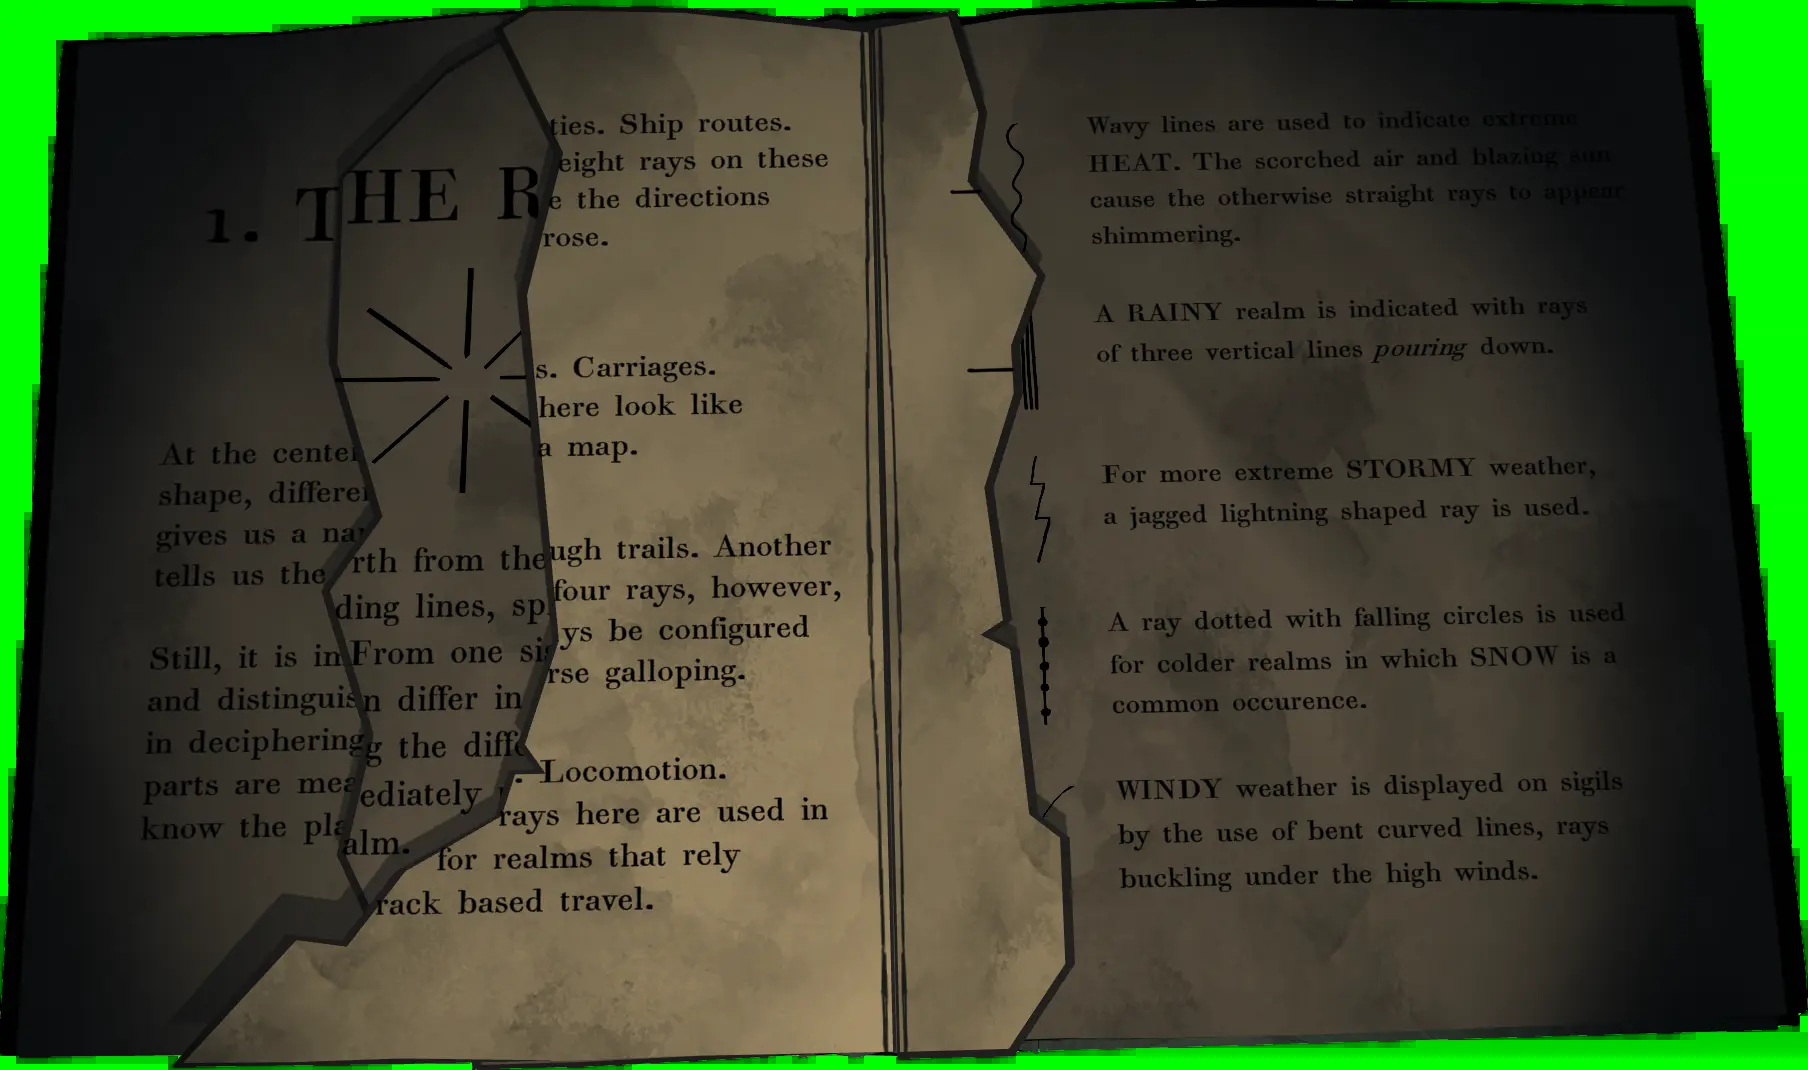 1. THE R
At the center
shape, differe
gives us a na
tells us the
Still, it is in
and distinguis
in deciphering
parts are mea
know the pla
rth from the
ding lines, sp
From one si
n differ in
g the diffe
ediately
alm.
ties. Ship routes.
eight rays on these
e the directions
rose.
s. Carriages.
here look like
a map.
ugh trails. Another
four rays, however,
ys be configured
rse galloping.
. Locomotion.
rays here are used in
for realms that rely
rack based travel.
Wavy lines are used to indicate extreme
HEAT. The scorched air and blazing sun
cause the otherwise straight rays to appear
shimmering.
A RAINY realm is indicated with rays
of three vertical lines pouring down.
For more extreme STORMY weather,
a jagged lightning shaped ray is used.
A ray dotted with falling circles is used
for colder realms in which SNOW is a
common occurence.
WINDY weather is displayed on sigils
by the use of bent curved lines, rays
buckling under the high winds.